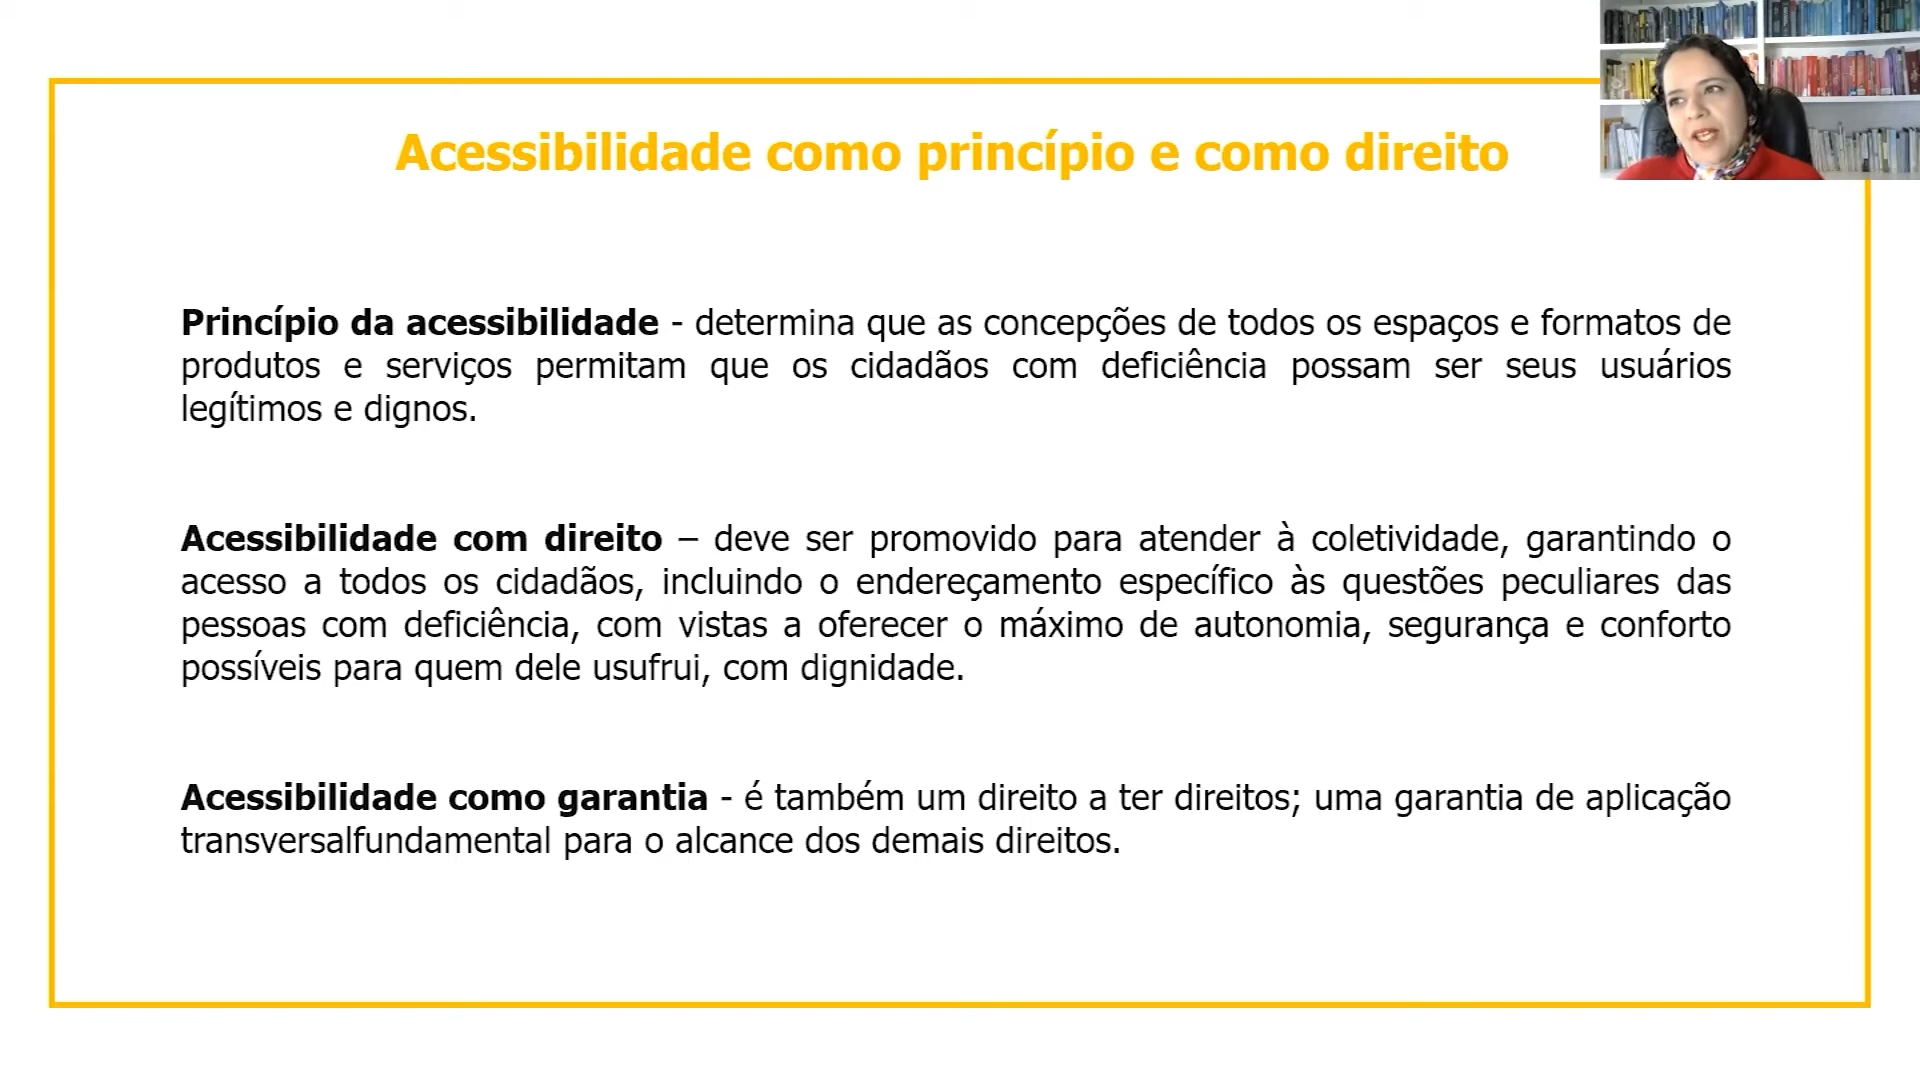 Acessibilidade como princípio e como direito
Princípio da acessibilidade - determina que as concepções de todos os espaços e formatos de
produtos e serviços permitam que os cidadãos com deficiência possam ser seus usuários
legítimos e dignos.
Acessibilidade com direito – deve ser promovido para atender à coletividade, garantindo o
acesso a todos os cidadãos, incluindo o endereçamento específico às questões peculiares das
pessoas com deficiência, com vistas a oferecer o máximo de autonomia, segurança e conforto
possíveis para quem dele usufrui, com dignidade.
Acessibilidade como garantia - é também um direito a ter direitos; uma garantia de aplicação
transversalfundamental para o alcance dos demais direitos.